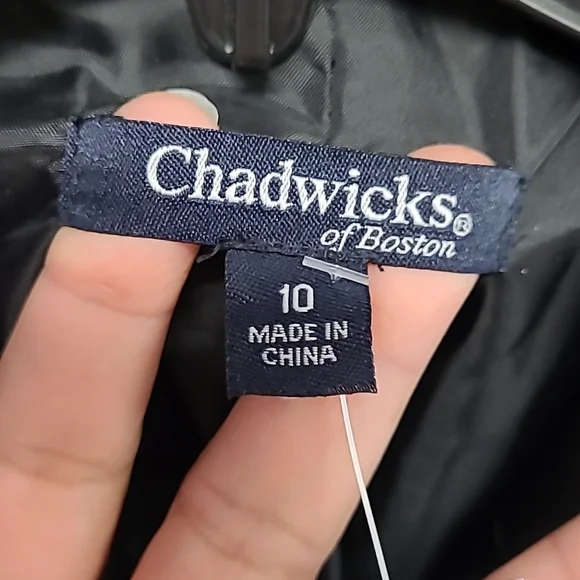 Chadwicks®
of Boston
10
MADE IN
CHINA